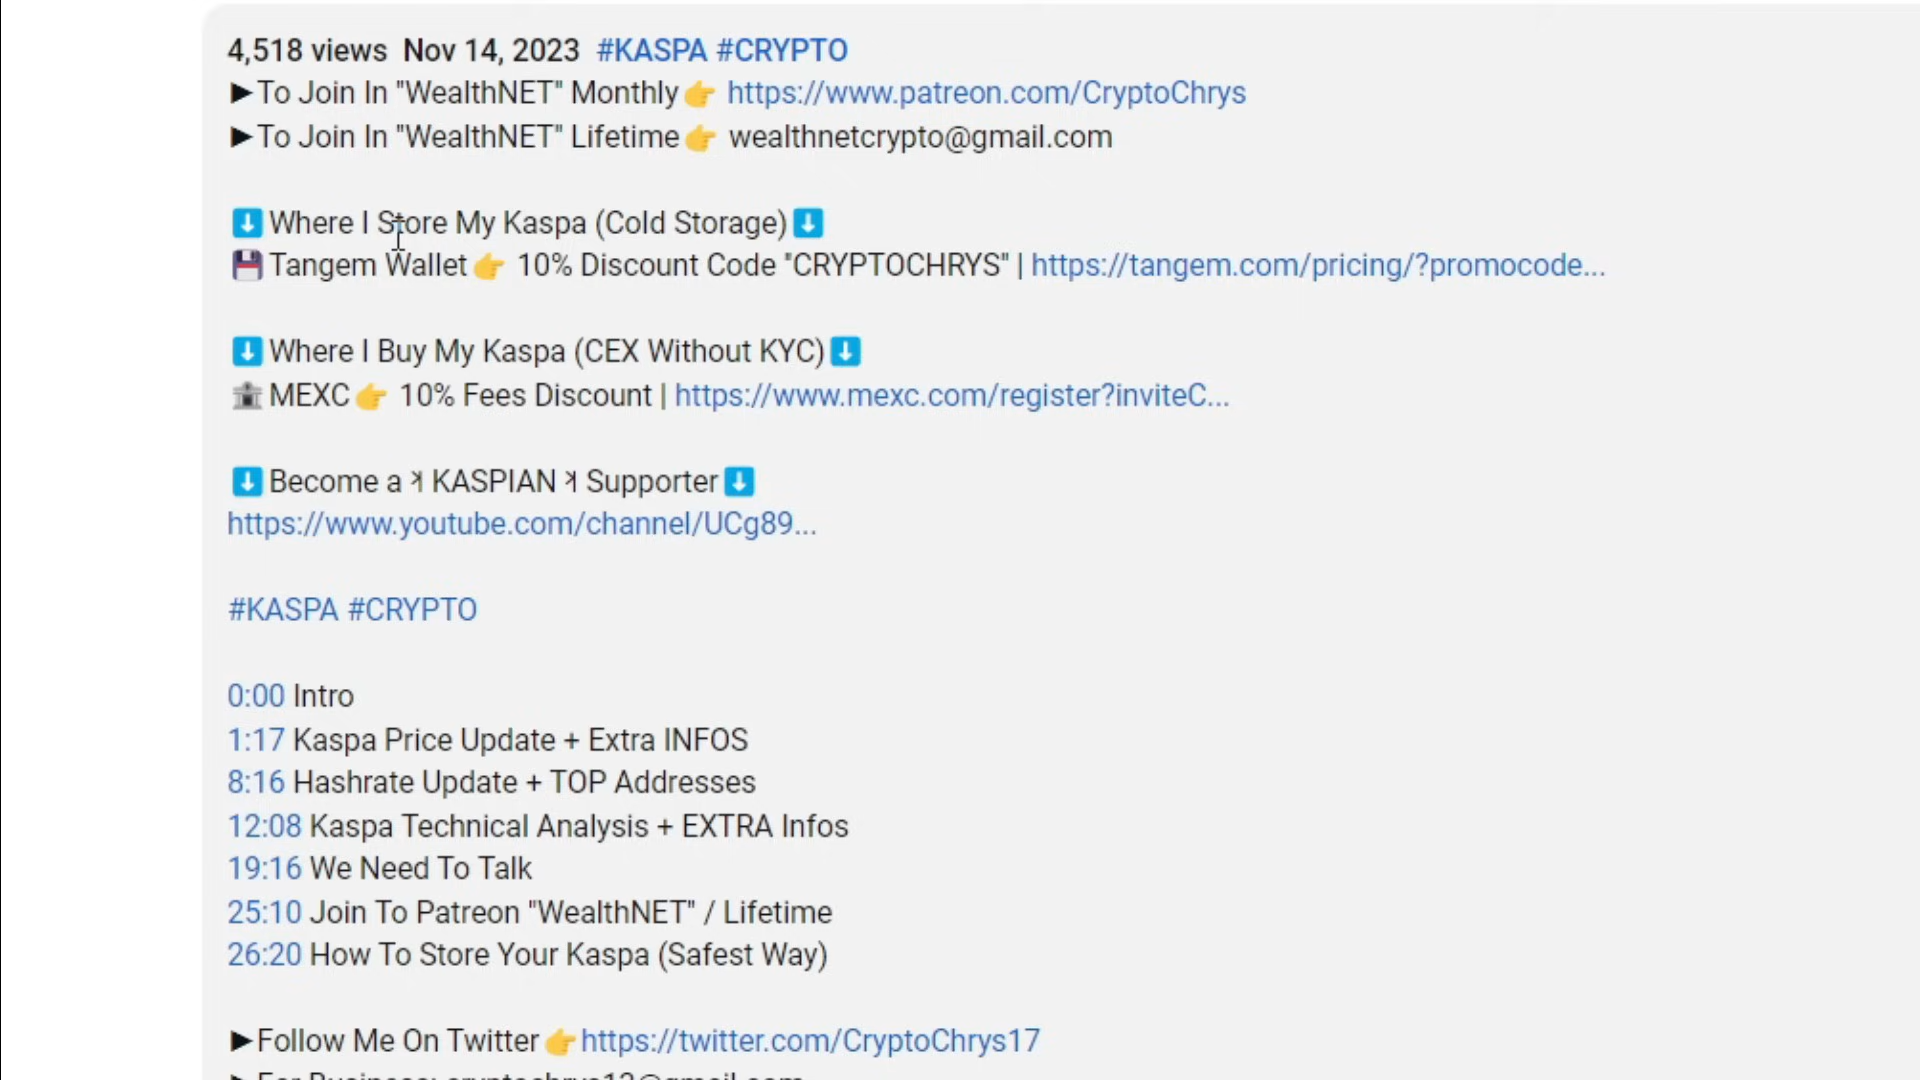 4,518 views Nov 14, 2023 #KASPA #CRYPTO
►To Join In "WealthNET" Monthly👉 https://www.patreon.com/CryptoChrys
►To Join In "WealthNET" Lifetime👉 wealthnetcrypto@gmail.com
⬇️Where I Store My Kaspa (Cold Storage)⬇️
💾Tangem Wallet👉 10% Discount Code "CRYPTOCHRYS" | https://tangem.com/pricing/?promocode...
⬇️Where I Buy My Kaspa (CEX Without KYC)⬇️
🏦MEXC👉 10% Fees Discount | https://www.mexc.com/register?inviteC...
⬇️Become a KASPIAN Supporter⬇️
https://www.youtube.com/channel/UCg89...
#KASPA #CRYPTO
0:00 Intro
1:17 Kaspa Price Update + Extra INFOS
8:16 Hashrate Update + TOP Addresses
12:08 Kaspa Technical Analysis + EXTRA Infos
19:16 We Need To Talk
25:10 Join To Patreon "WealthNET" / Lifetime
26:20 How To Store Your Kaspa (Safest Way)
►Follow Me On Twitter👉https://twitter.com/CryptoChrys17
►For Business: